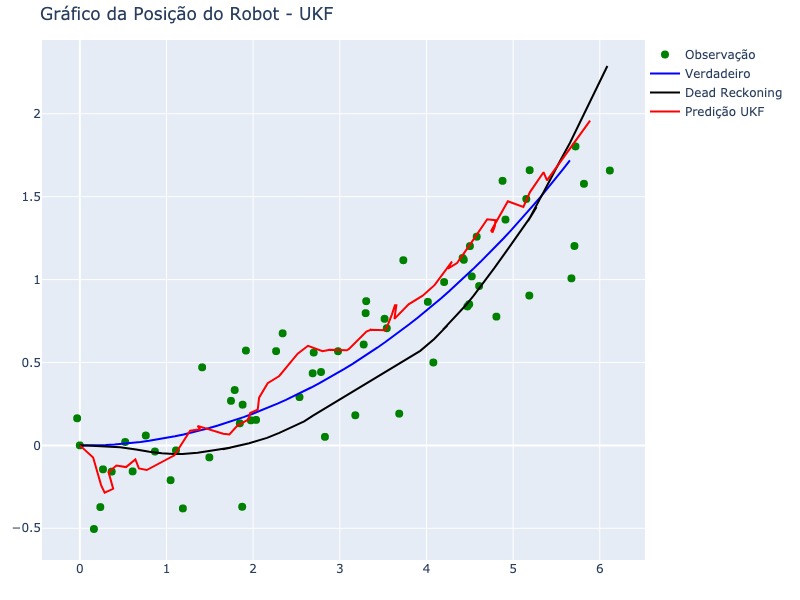 Gráfico da Posição do Robot - UKF
Observação
Verdadeiro
Dead Reckoning
Predição UKF
2
1.5
1
0.5
0
−0.5
0 1 2 3 4 5 6